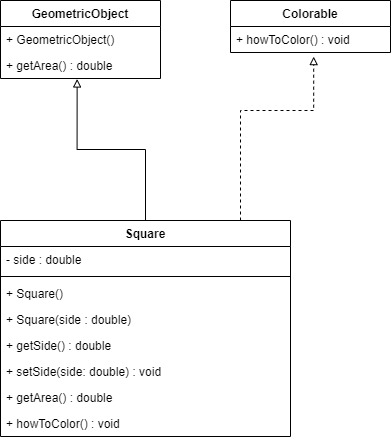 GeometricObject
+ GeometricObject()
+ getArea() : double
Colorable
+ howToColor() : void
Square
- side : double
+ Square()
+ Square(side : double)
+ getSide() : double
+ setSide(side: double) : void
+ getArea() : double
+ howToColor() : void